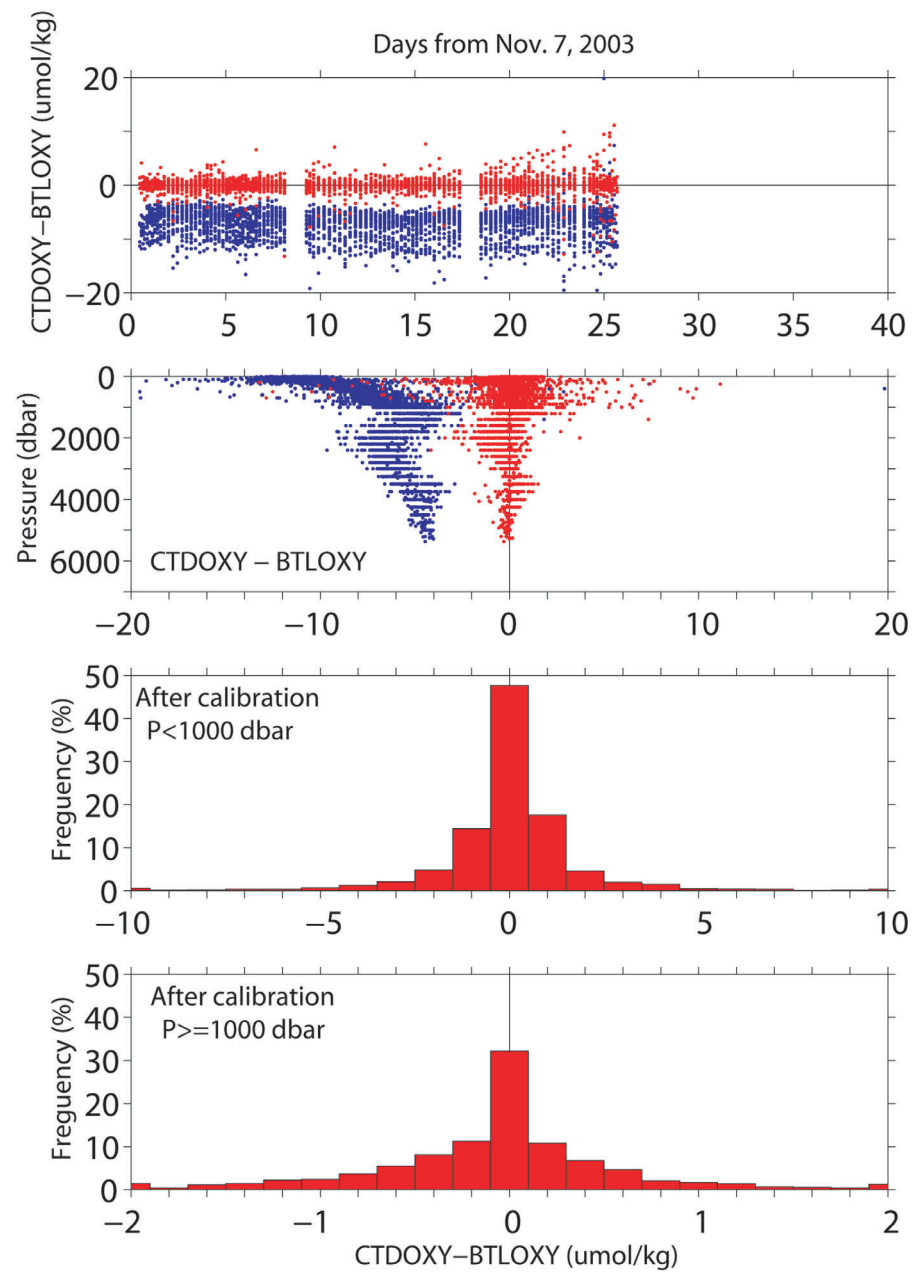 Days from Nov. 7, 2003
CTDOXY−BTLOXY (umol/kg)
20
0
−20
0 5 10 15 20 25 30 35 40
Pressure (dbar)
0
2000
4000
6000
CTDOXY − BTLOXY
−20 −10 0 10 20
Freguency (%)
50
40
30
20
10
0
After calibration
P<1000 dbar
−10 −5 0 5 10
Freguency (%)
50
40
30
20
10
0
After calibration
P>=1000 dbar
−2 −1 0 1 2
CTDOXY−BTLOXY (umol/kg)